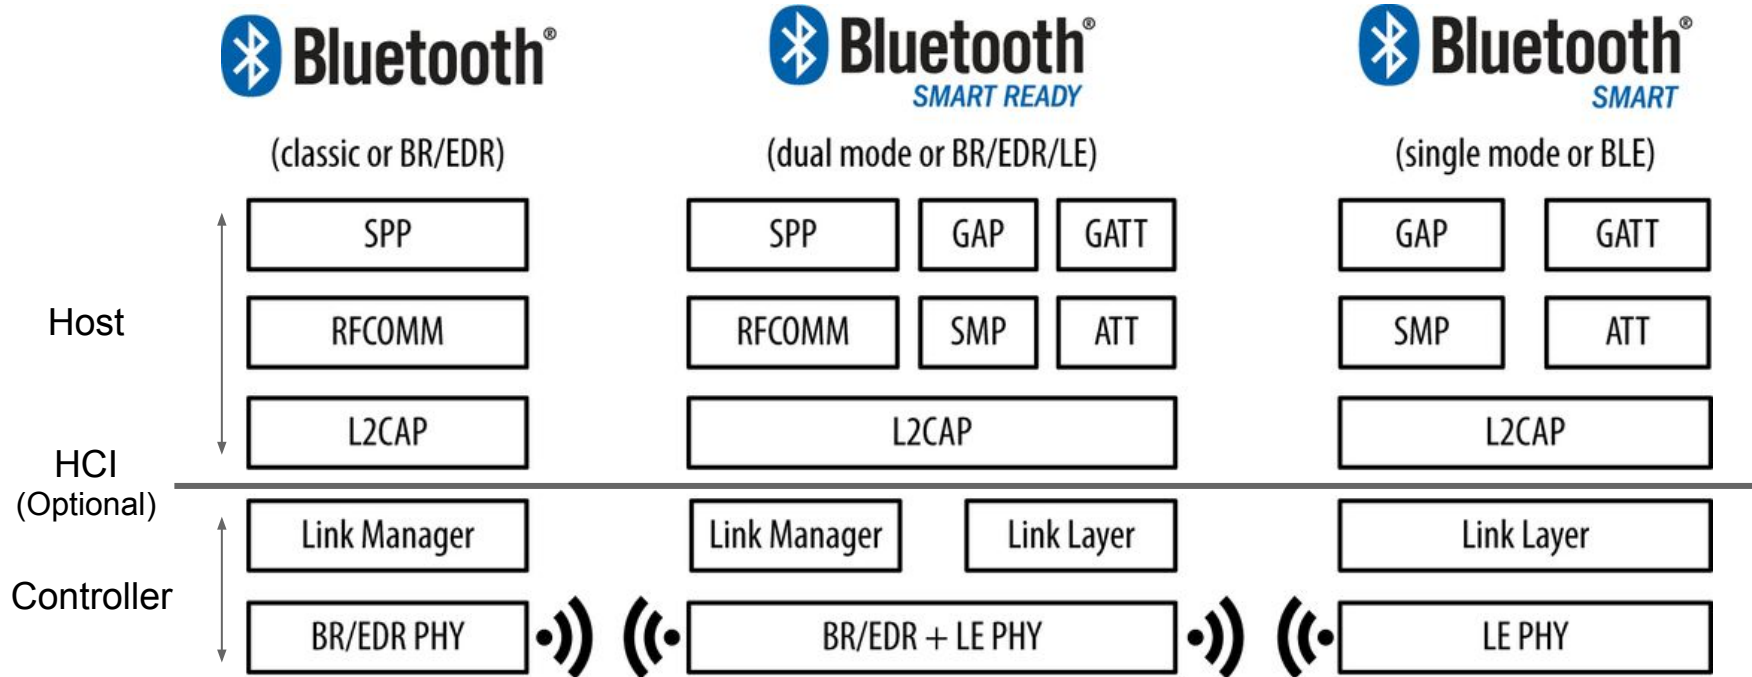 Bluetooth®
Bluetooth®
SMART READY
Bluetooth®
SMART
(classic or BR/EDR)
(dual mode or BR/EDR/LE)
(single mode or BLE)
SPP
SPP
GAP
GATT
GAP
GATT
Host
RFCOMM
RFCOMM
SMP
ATT
SMP
ATT
L2CAP
L2CAP
L2CAP
HCI
(Optional)
Link Manager
Link Manager
Link Layer
Link Layer
Controller
BR/EDR PHY
BR/EDR + LE PHY
LE PHY